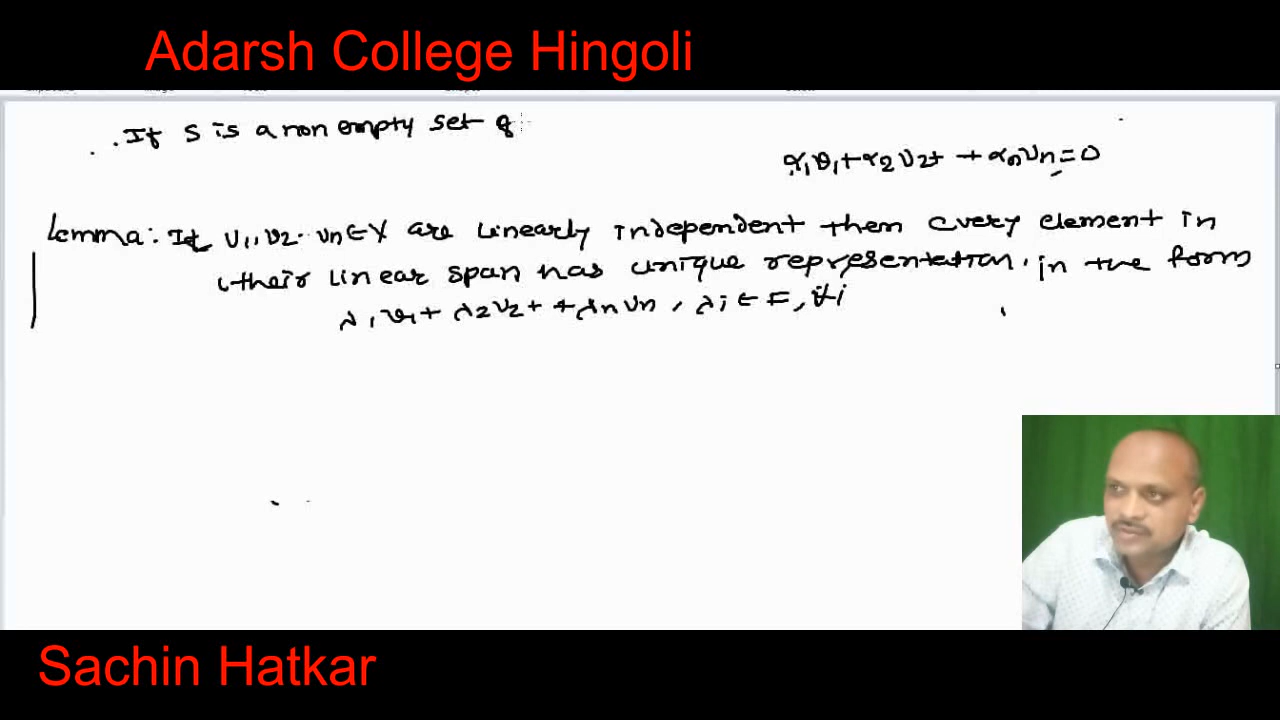 Adarsh College Hingoli
If S is a non empty set of
α₁v₁+α₂v₂+ +αₙvₙ=0
Lemma: If v₁,v₂.. vₙ∈V are linearly independent then every element in
their linear span has unique representation. in the form
λ₁v₁+ λ₂v₂+ +λₙvₙ, λi ∈ F, ∀i
Sachin Hatkar